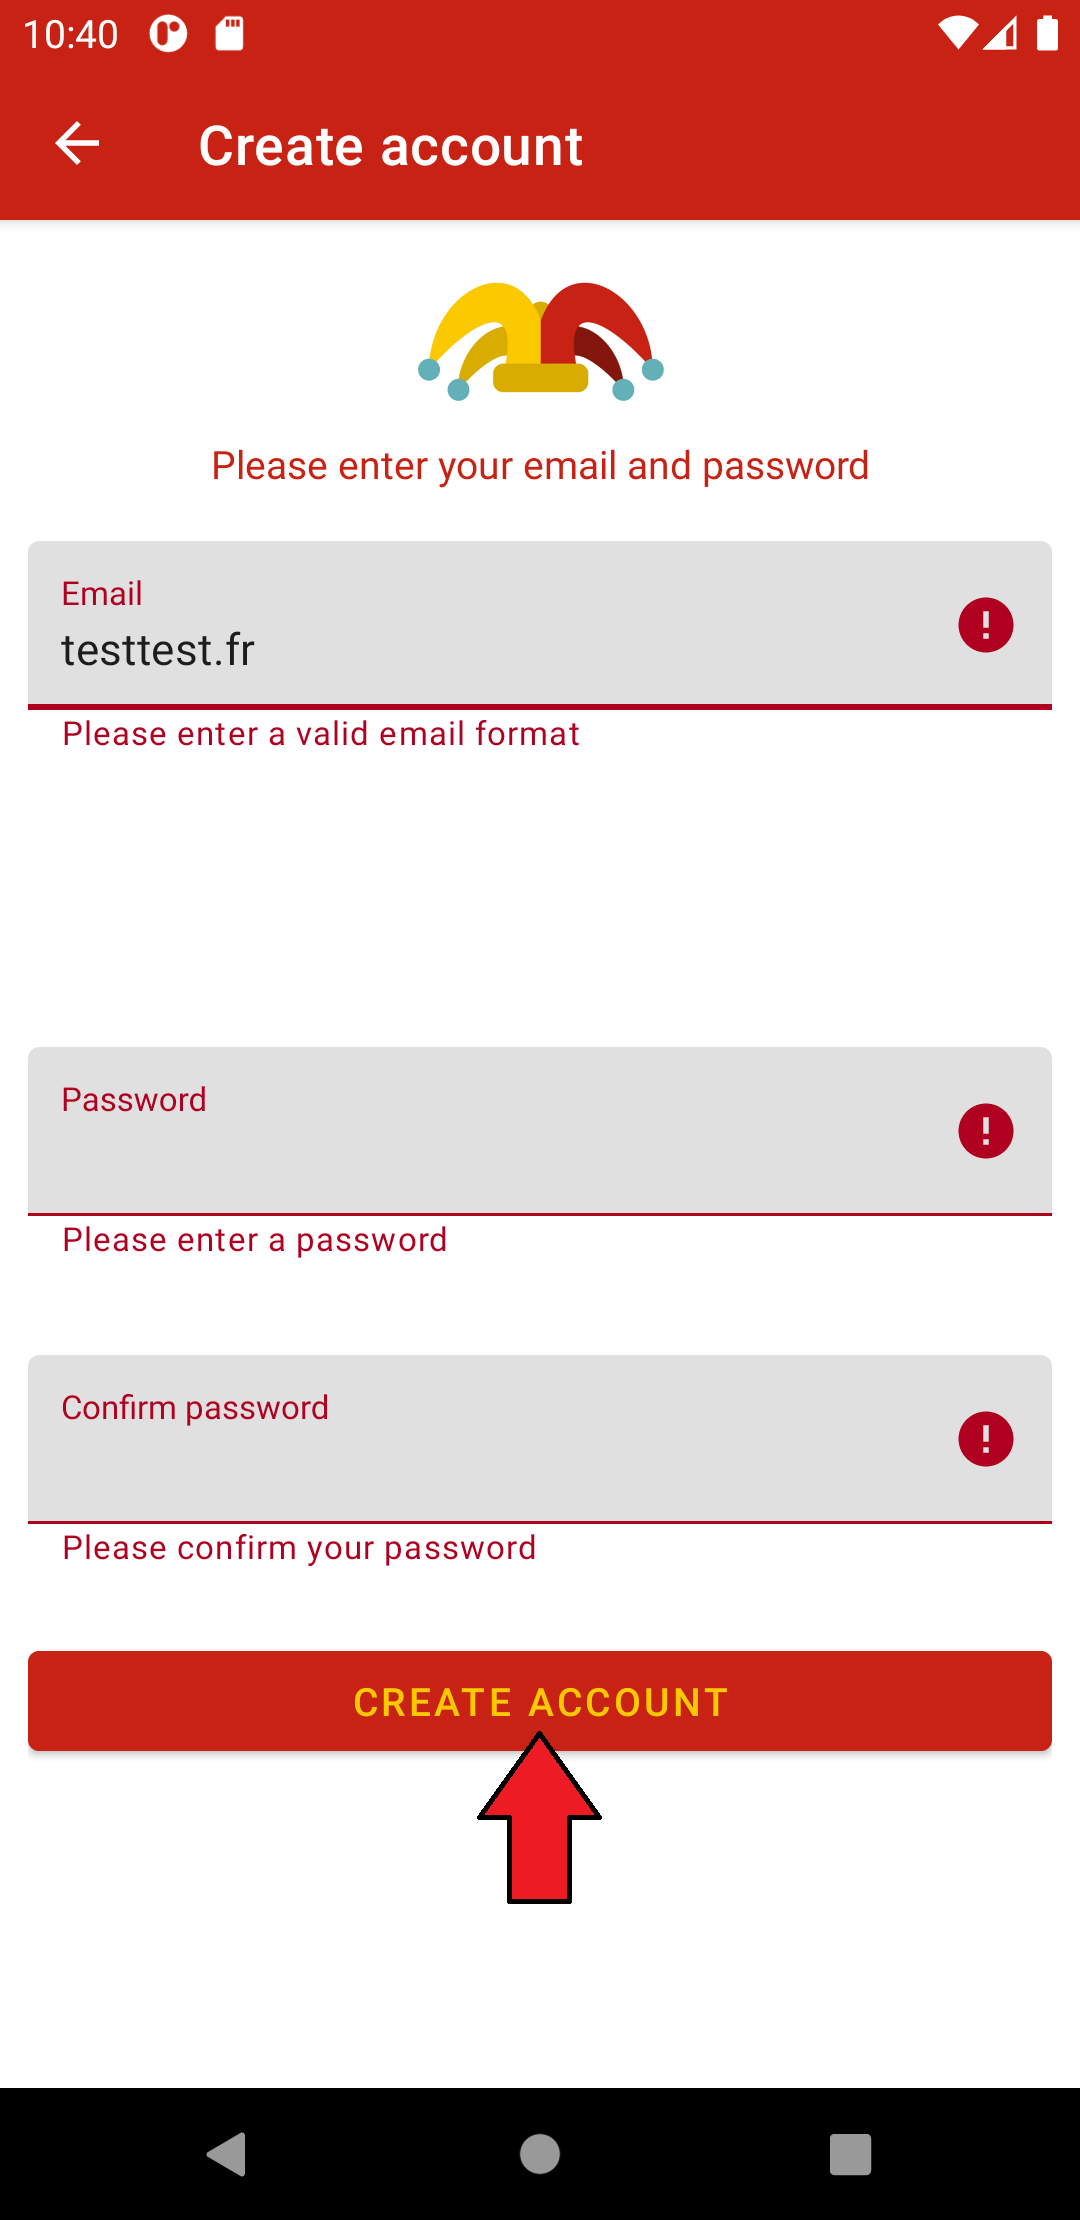 10:40
Create account
Please enter your email and password
Email
testtest.fr
Please enter a valid email format
Password
Please enter a password
Confirm password
Please confirm your password
CREATE ACCOUNT